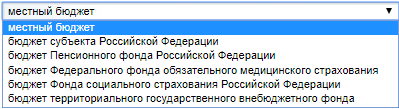 местный бюджет
местный бюджет
бюджет субъекта Российской Федерации
бюджет Пенсионного фонда Российской Федерации
бюджет Федерального фонда обязательного медицинского страхования
бюджет Фонда социального страхования Российской Федерации
бюджет территориального государственного внебюджетного фонда